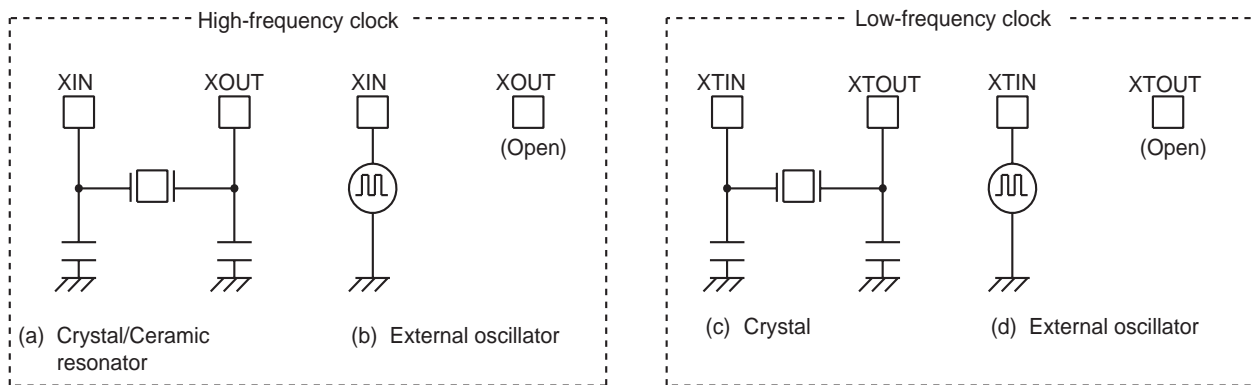 High-frequency clock
XIN XOUT XIN XOUT
(Open)
(a) Crystal/Ceramic
resonator
(b) External oscillator
Low-frequency clock
XTIN XTOUT XTIN XTOUT
(Open)
(c) Crystal
(d) External oscillator